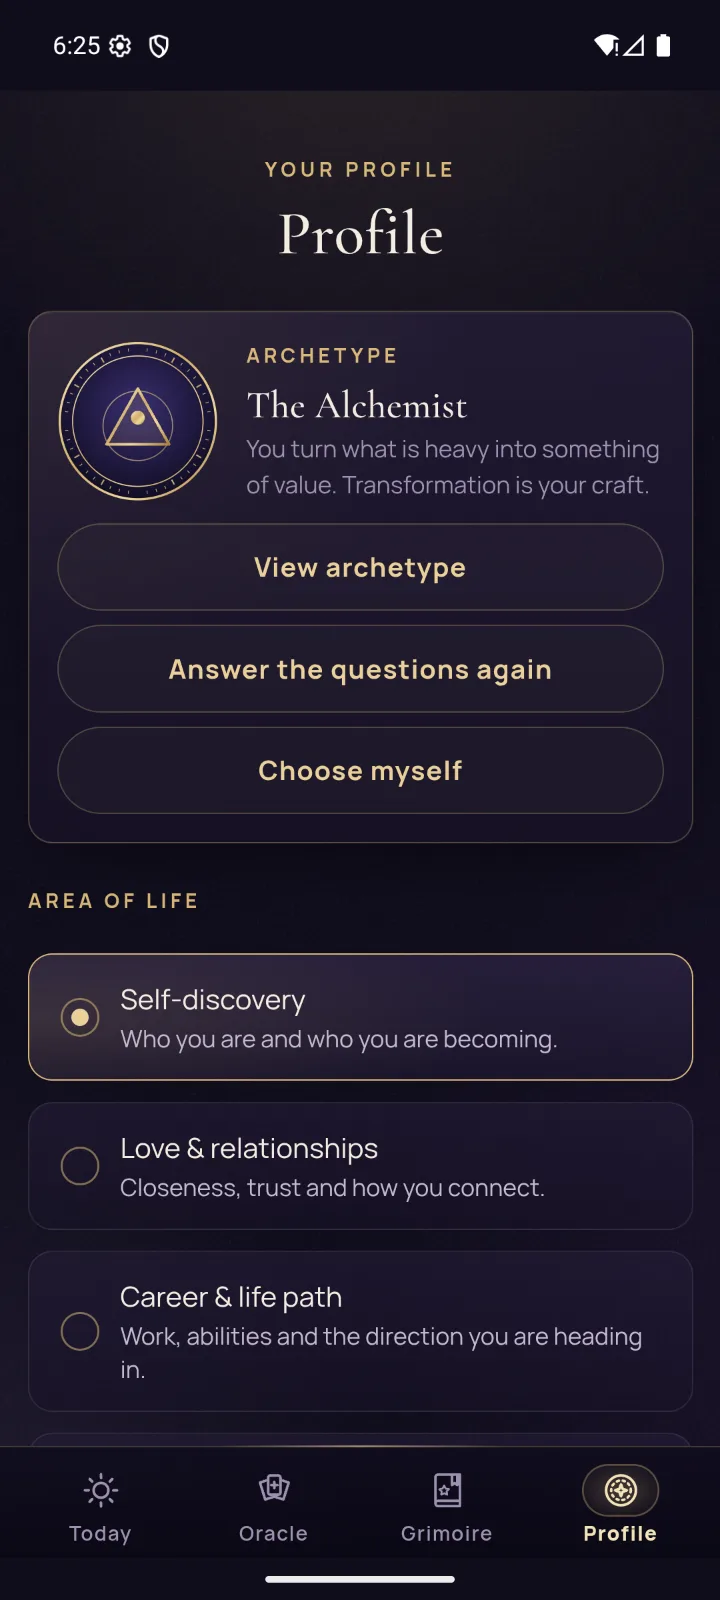 6:25
YOUR PROFILE
Profile
ARCHETYPE
The Alchemist
You turn what is heavy into something
of value. Transformation is your craft.
View archetype
Answer the questions again
Choose myself
AREA OF LIFE
Self-discovery
Who you are and who you are becoming.
Love & relationships
Closeness, trust and how you connect.
Career & life path
Work, abilities and the direction you are heading
in.
Today
Oracle
Grimoire
Profile